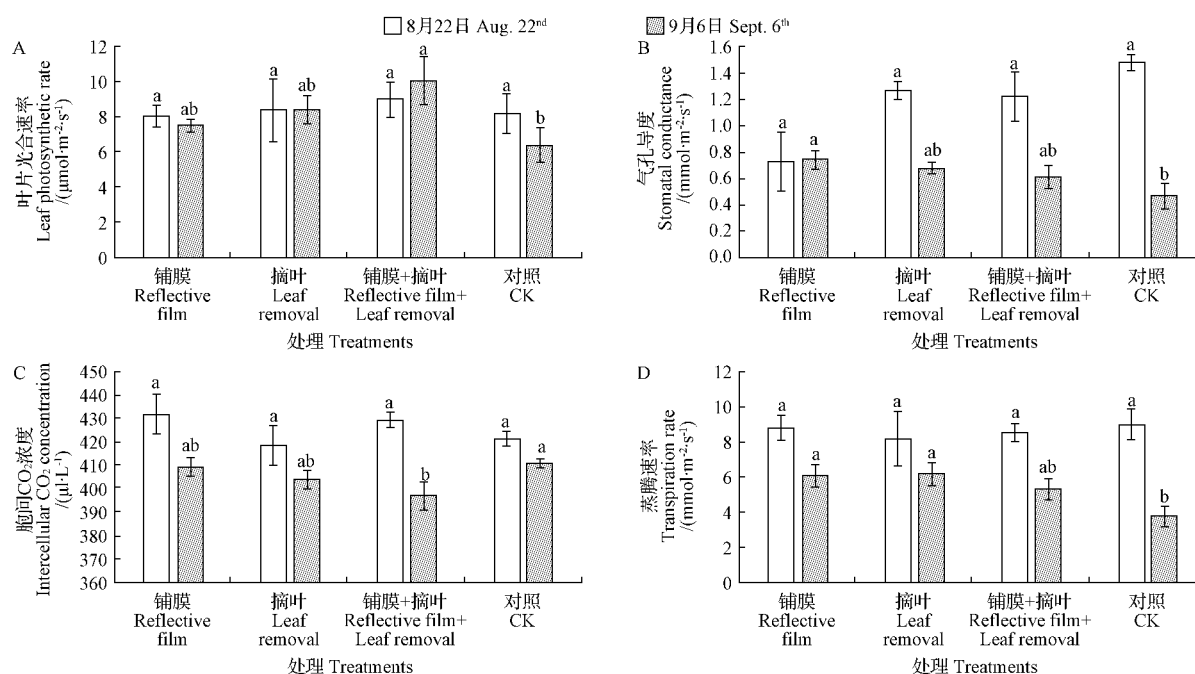 8月22日 Aug. 22nd
9月6日 Sept. 6th
A
叶片光合速率
Leaf photosynthetic rate
/(μmol·m-2·s-1)
12
10
8
6
4
2
0
a
ab
a
ab
a
a
a
b
铺膜
Reflective
film
摘叶
Leaf
removal
铺膜+摘叶
Reflective film+
Leaf removal
对照
CK
处理 Treatments
B
气孔导度
Stomatal conductance
/(mmol·m-2·s-1)
1.6
1.4
1.2
1.0
0.8
0.6
0.4
0.2
0.0
a
a
a
ab
a
ab
a
b
铺膜
Reflective
film
摘叶
Leaf
removal
铺膜+摘叶
Reflective film+
Leaf removal
对照
CK
处理 Treatments
C
胞间CO2浓度
Intercellular CO2 concentration
/(μl·L-1)
450
440
430
420
410
400
390
380
370
360
a
ab
a
ab
a
b
a
a
铺膜
Reflective
film
摘叶
Leaf
removal
铺膜+摘叶
Reflective film+
Leaf removal
对照
CK
处理 Treatments
D
蒸腾速率
Transpiration rate
/(mmol·m-2·s-1)
12
10
8
6
4
2
0
a
a
a
a
a
ab
a
b
铺膜
Reflective
film
摘叶
Leaf
removal
铺膜+摘叶
Reflective film+
Leaf removal
对照
CK
处理 Treatments